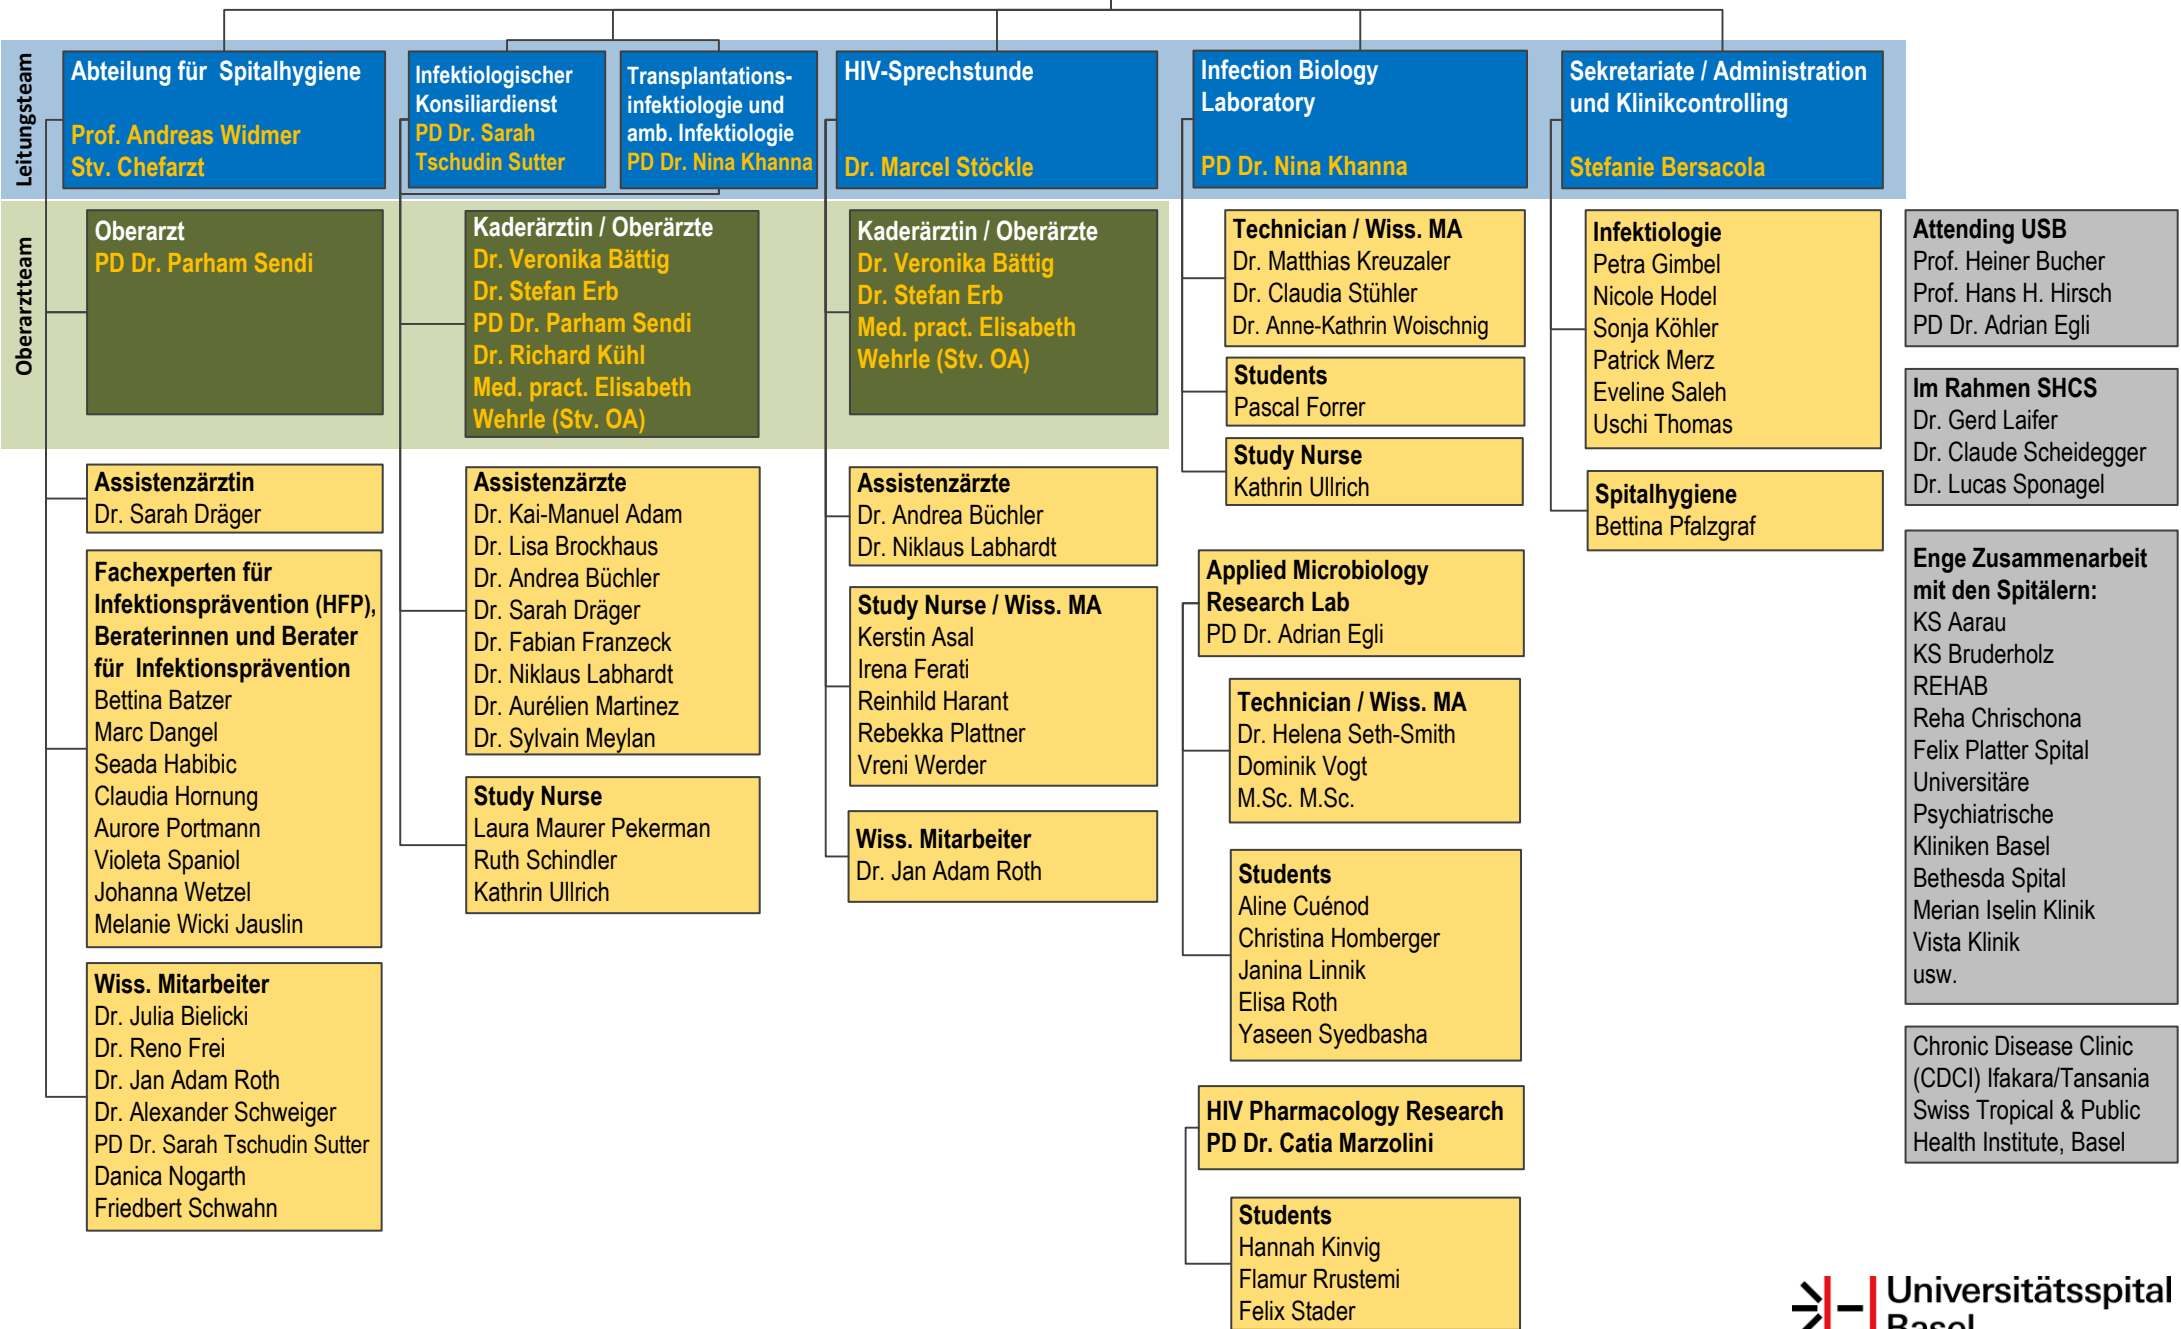 Leitungsteam
Abteilung für Spitalhygiene
Prof. Andreas Widmer
Stv. Chefarzt
Infektiologischer
Konsiliardienst
PD Dr. Sarah
Tschudin Sutter
Transplantations-
infektiologie und
amb. Infektiologie
PD Dr. Nina Khanna
HIV-Sprechstunde
Dr. Marcel Stöckle
Infection Biology
Laboratory
PD Dr. Nina Khanna
Sekretariate / Administration
und Klinikcontrolling
Stefanie Bersacola
Oberarztteam
Oberarzt
PD Dr. Parham Sendi
Assistenzärztin
Dr. Sarah Dräger
Fachexperten für
Infektionsprävention (HFP),
Beraterinnen und Berater
für Infektionsprävention
Bettina Batzer
Marc Dangel
Seada Habibic
Claudia Hornung
Aurore Portmann
Violeta Spaniol
Johanna Wetzel
Melanie Wicki Jauslin
Wiss. Mitarbeiter
Dr. Julia Bielicki
Dr. Reno Frei
Dr. Jan Adam Roth
Dr. Alexander Schweiger
PD Dr. Sarah Tschudin Sutter
Danica Nogarth
Friedbert Schwahn
Kaderärztin / Oberärzte
Dr. Veronika Bättig
Dr. Stefan Erb
PD Dr. Parham Sendi
Dr. Richard Kühl
Med. pract. Elisabeth
Wehrle (Stv. OA)
Assistenzärzte
Dr. Kai-Manuel Adam
Dr. Lisa Brockhaus
Dr. Andrea Büchler
Dr. Sarah Dräger
Dr. Fabian Franzeck
Dr. Niklaus Labhardt
Dr. Aurélien Martinez
Dr. Sylvain Meylan
Study Nurse
Laura Maurer Pekerman
Ruth Schindler
Kathrin Ullrich
Kaderärztin / Oberärzte
Dr. Veronika Bättig
Dr. Stefan Erb
Med. pract. Elisabeth
Wehrle (Stv. OA)
Assistenzärzte
Dr. Andrea Büchler
Dr. Niklaus Labhardt
Study Nurse / Wiss. MA
Kerstin Asal
Irena Ferati
Reinhild Harant
Rebekka Plattner
Vreni Werder
Wiss. Mitarbeiter
Dr. Jan Adam Roth
Technician / Wiss. MA
Dr. Matthias Kreuzaler
Dr. Claudia Stühler
Dr. Anne-Kathrin Woischnig
Students
Pascal Forrer
Study Nurse
Kathrin Ullrich
Applied Microbiology
Research Lab
PD Dr. Adrian Egli
Technician / Wiss. MA
Dr. Helena Seth-Smith
Dominik Vogt
M.Sc. M.Sc.
Students
Aline Cuénod
Christina Homberger
Janina Linnik
Elisa Roth
Yaseen Syedbasha
HIV Pharmacology Research
PD Dr. Catia Marzolini
Students
Hannah Kinvig
Flamur Rrustemi
Felix Stader
Infektiologie
Petra Gimbel
Nicole Hodel
Sonja Köhler
Patrick Merz
Eveline Saleh
Uschi Thomas
Spitalhygiene
Bettina Pfalzgraf
Attending USB
Prof. Heiner Bucher
Prof. Hans H. Hirsch
PD Dr. Adrian Egli
Im Rahmen SHCS
Dr. Gerd Laifer
Dr. Claude Scheidegger
Dr. Lucas Sponagel
Enge Zusammenarbeit
mit den Spitälern:
KS Aarau
KS Bruderholz
REHAB
Reha Chrischona
Felix Platter Spital
Universitäre
Psychiatrische
Kliniken Basel
Bethesda Spital
Merian Iselin Klinik
Vista Klinik
usw.
Chronic Disease Clinic
(CDCI) Ifakara/Tansania
Swiss Tropical & Public
Health Institute, Basel
Universitätsspital
Basel